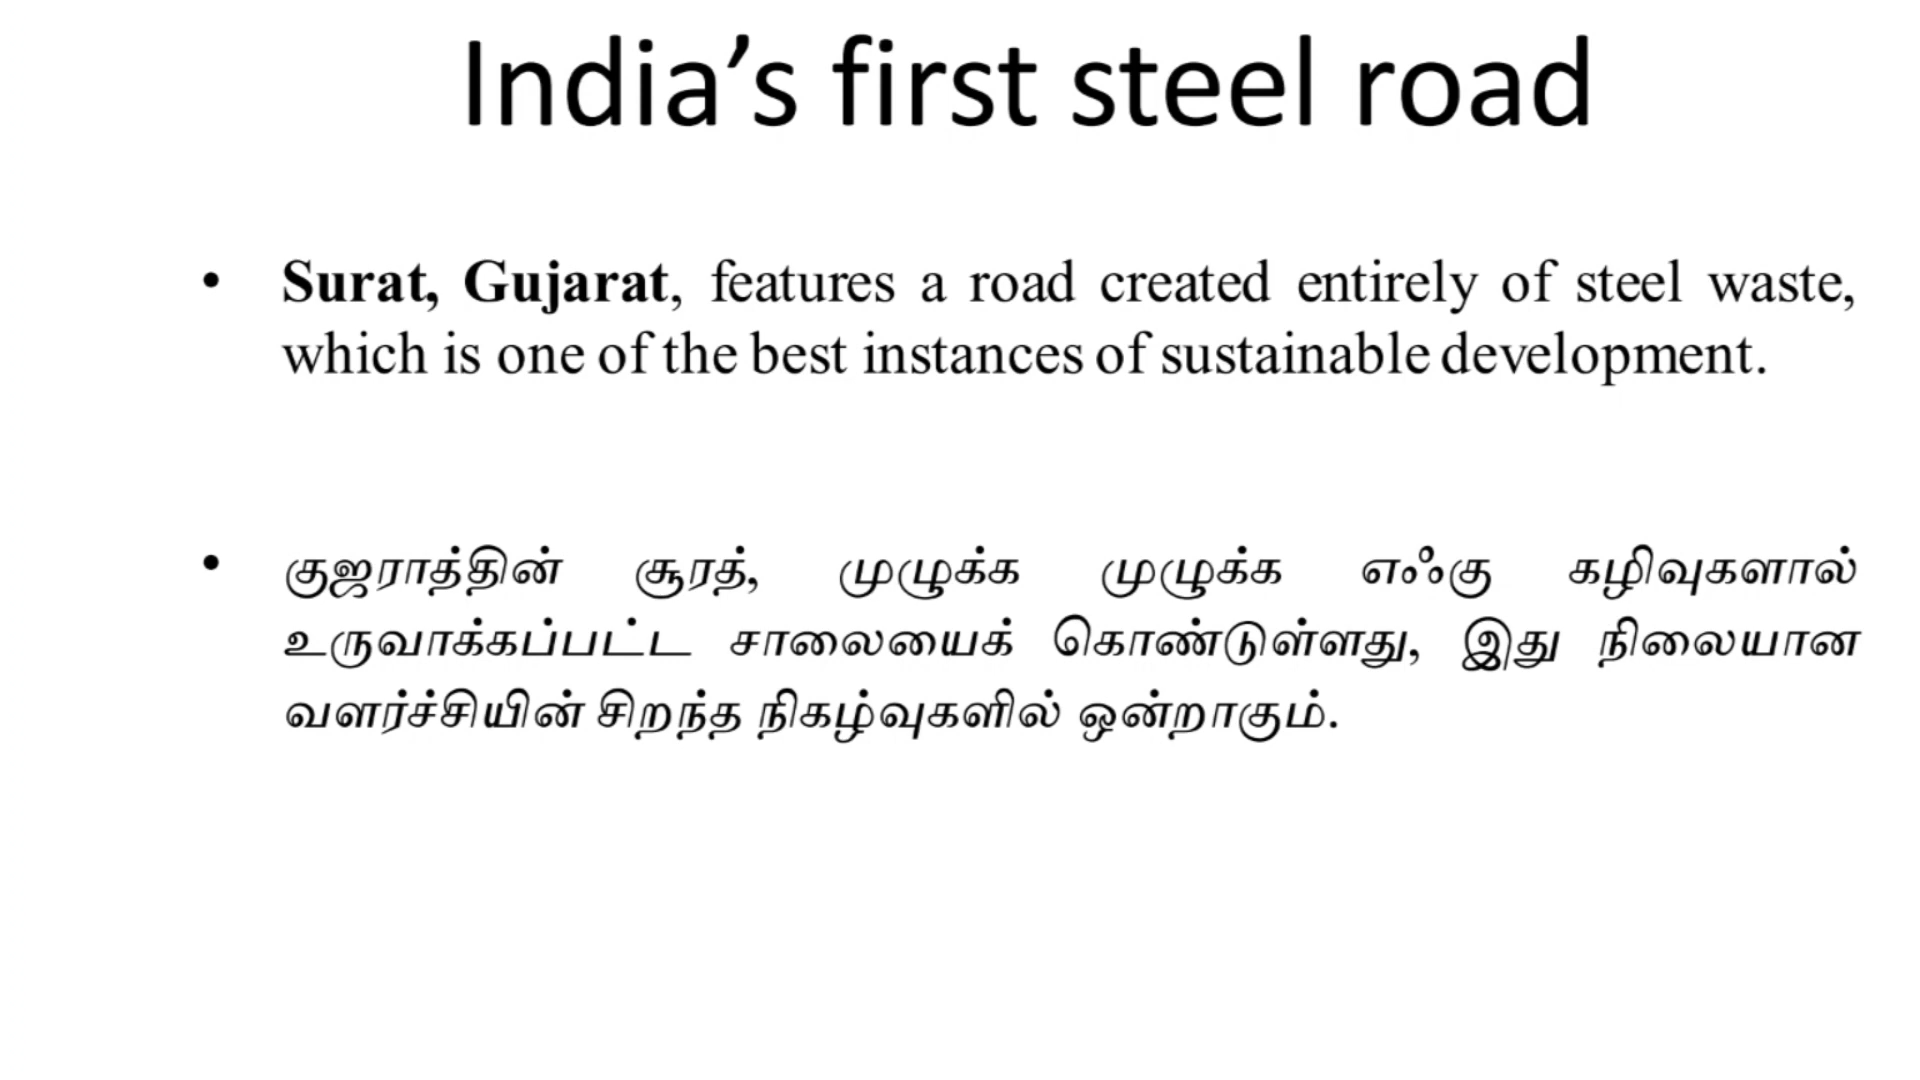 India’s first steel road
• Surat, Gujarat, features a road created entirely of steel waste,
which is one of the best instances of sustainable development.
• குஜராத்தின் சூரத், முழுக்க முழுக்க எஃகு கழிவுகளால்
உருவாக்கப்பட்ட சாலையைக் கொண்டுள்ளது, இது நிலையான
வளர்ச்சியின் சிறந்த நிகழ்வுகளில் ஒன்றாகும்.